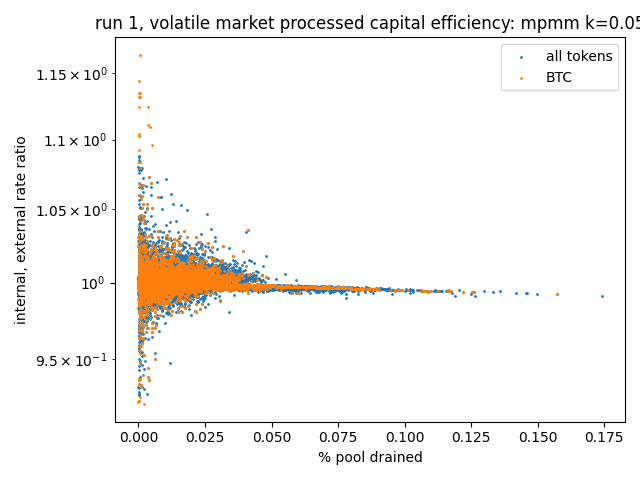 run 1, volatile market processed capital efficiency: mpmm k=0.05
all tokens
BTC
1.15 × 10⁰
1.1 × 10⁰
1.05 × 10⁰
10⁰
9.5 × 10⁻¹
internal, external rate ratio
0.000 0.025 0.050 0.075 0.100 0.125 0.150 0.175
% pool drained